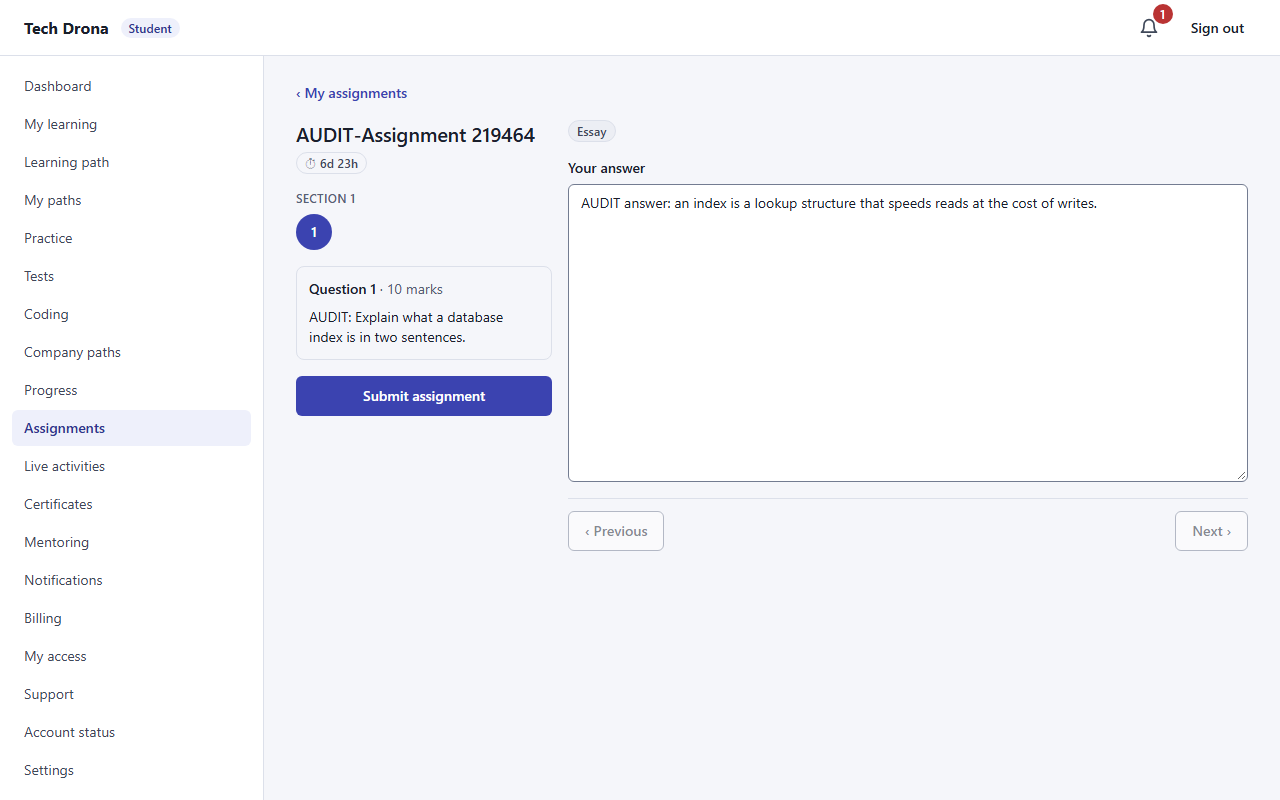 Tech Drona
Student
1
Sign out
Dashboard
My learning
Learning path
My paths
Practice
Tests
Coding
Company paths
Progress
Assignments
Live activities
Certificates
Mentoring
Notifications
Billing
My access
Support
Account status
Settings
‹ My assignments
AUDIT-Assignment 219464
⏱ 6d 23h
SECTION 1
1
Question 1 · 10 marks
AUDIT: Explain what a database
index is in two sentences.
Submit assignment
Essay
Your answer
AUDIT answer: an index is a lookup structure that speeds reads at the cost of writes.
‹ Previous
Next ›